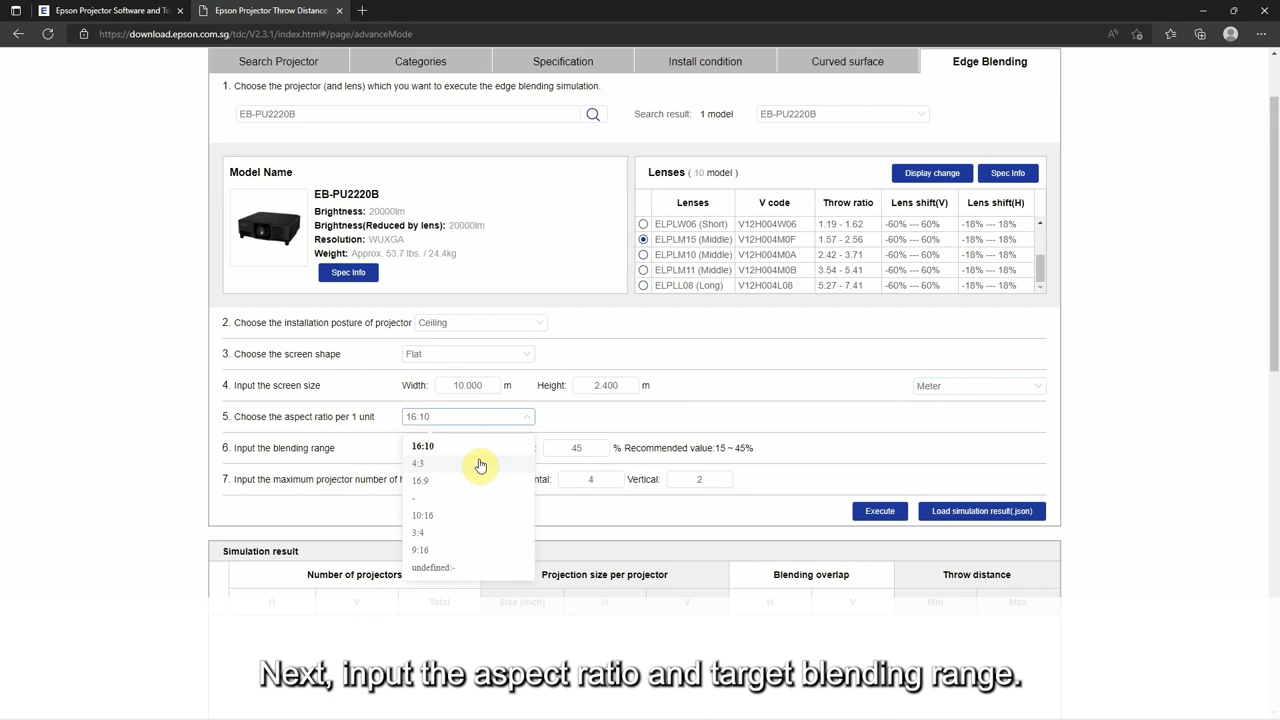 Epson Projector Software and To
Epson Projector Throw Distance
https://download.epson.com.sg/tdc/V2.3.1/index.html#/page/advanceMode
Search Projector Categories Specification Install condition Curved surface Edge Blending
1. Choose the projector (and lens) which you want to execute the edge blending simulation.
EB-PU2220B Search result: 1 model EB-PU2220B
Model Name
EB-PU2220B
Brightness: 20000lm
Brightness(Reduced by lens): 20000lm
Resolution: WUXGA
Weight: Approx. 53.7 lbs. / 24.4kg
Spec Info
Lenses ( 10 model ) Display change Spec Info
Lenses V code Throw ratio Lens shift(V) Lens shift(H)
ELPLW06 (Short) V12H004W06 1.19 - 1.62 -60% --- 60% -18% --- 18%
ELPLM15 (Middle) V12H004M0F 1.57 - 2.56 -60% --- 60% -18% --- 18%
ELPLM10 (Middle) V12H004M0A 2.42 - 3.71 -60% --- 60% -18% --- 18%
ELPLM11 (Middle) V12H004M0B 3.54 - 5.41 -60% --- 60% -18% --- 18%
ELPLL08 (Long) V12H004L08 5.27 - 7.41 -60% --- 60% -18% --- 18%
2. Choose the installation posture of projector Ceiling
3. Choose the screen shape Flat
4. Input the screen size Width: 10.000 m Height: 2.400 m Meter
5. Choose the aspect ratio per 1 unit 16:10
16:10
4:3
16:9
-
10:16
3:4
9:16
undefined:-
6. Input the blending range : 45 % Recommended value:15 ~ 45%
7. Input the maximum projector number of ntal: 4 Vertical: 2
Execute Load simulation result(.json)
Simulation result
Number of projectors Projection size per projector Blending overlap Throw distance
H V Total Size (inch) H V H V Min Max
Next, input the aspect ratio and target blending range.